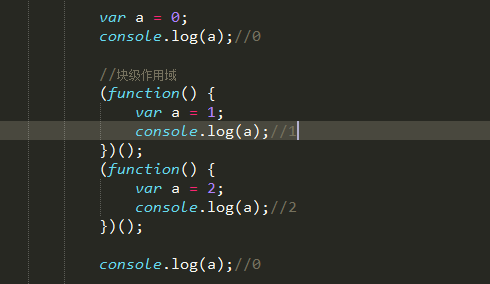 var a = 0;
console.log(a);//0
//块级作用域
(function() {
var a = 1;
console.log(a);//1
})();
(function() {
var a = 2;
console.log(a);//2
})();
console.log(a);//0